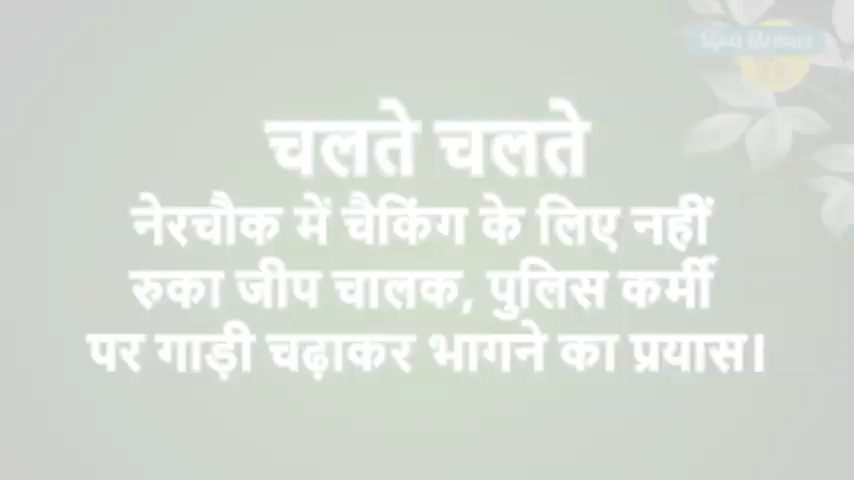 चलते चलते
नेरचौक में चैकिंग के लिए नहीं
रुका जीप चालक, पुलिस कर्मी
पर गाड़ी चढ़ाकर भागने का प्रयास।